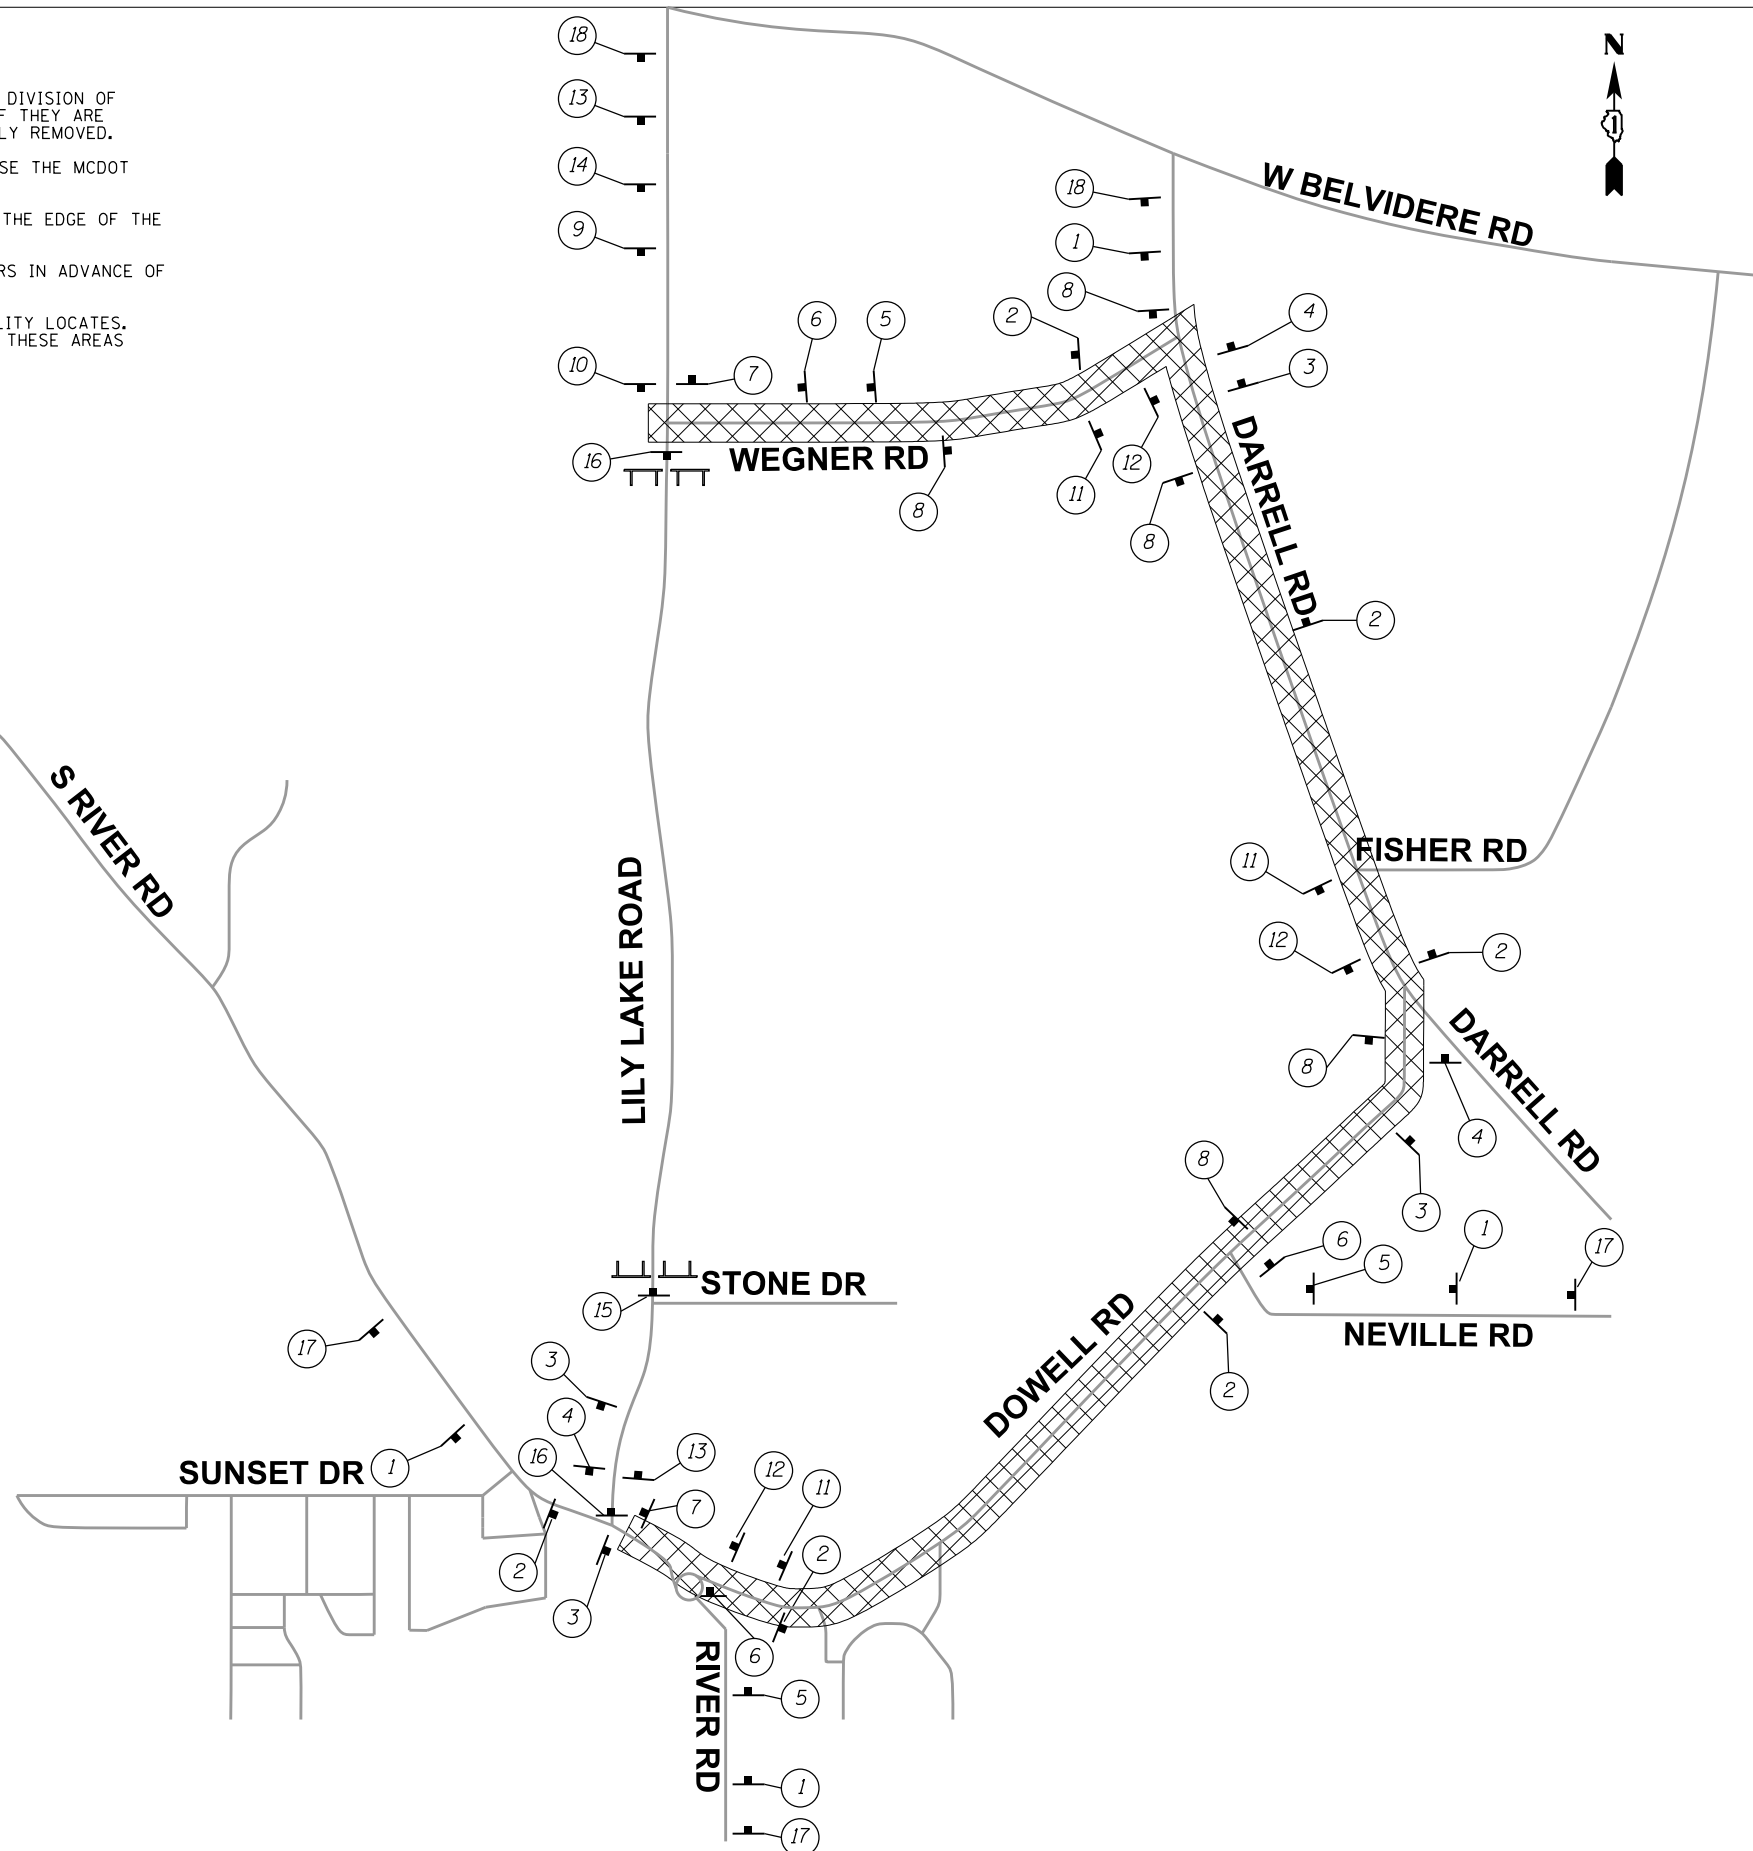 DIVISION OF
F THEY ARE
LY REMOVED.
SE THE MCDOT
THE EDGE OF THE
RS IN ADVANCE OF
LITY LOCATES.
THESE AREAS
N
1
18
13
14
9
10
7
6
5
2
18
1
8
4
3
W BELVIDERE RD
16
WEGNER RD
8
11
12
8
DARRELL RD
2
S RIVER RD
LILY LAKE ROAD
FISHER RD
11
12
2
8
DARRELL RD
4
3
8
6
5
1
17
STONE DR
15
NEVILLE RD
DOWELL RD
2
17
3
4
16
13
SUNSET DR
1
7
12
11
2
2
3
6
RIVER RD
5
1
17